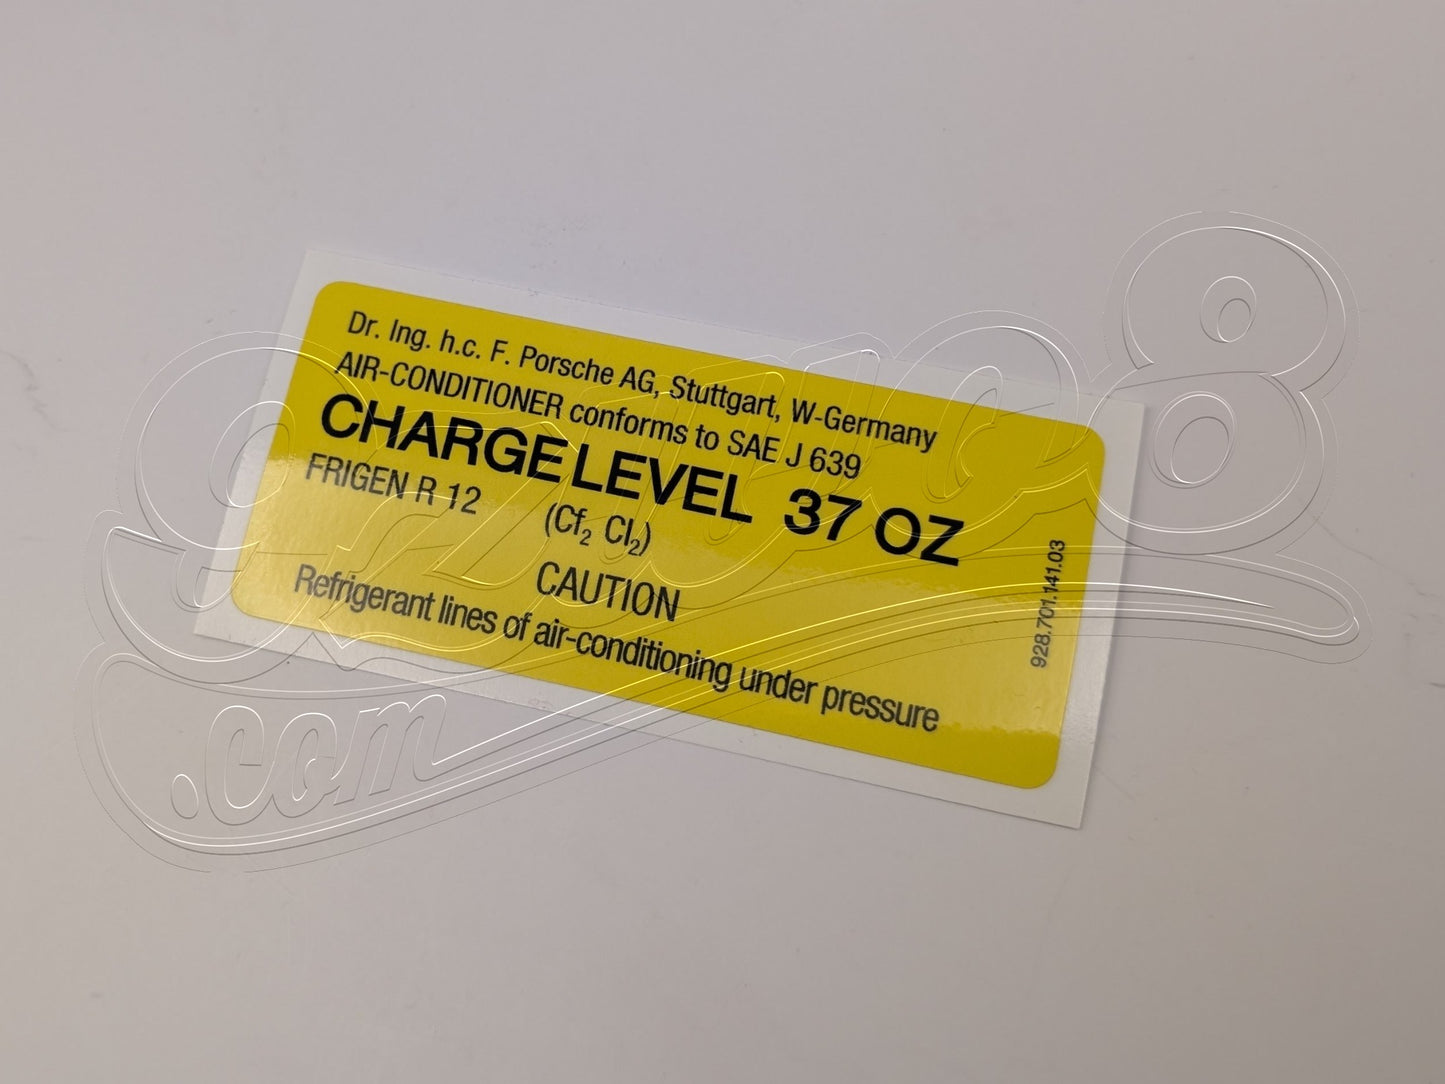 Dr. Ing. h.c. F. Porsche AG, Stuttgart, W-Germany
AIR-CONDITIONER conforms to SAE J 639
CHARGE LEVEL 37 OZ
FRIGEN R 12 (Cf₂ Cl₂)
CAUTION
Refrigerant lines of air-conditioning under pressure
928.701.141.03
.com